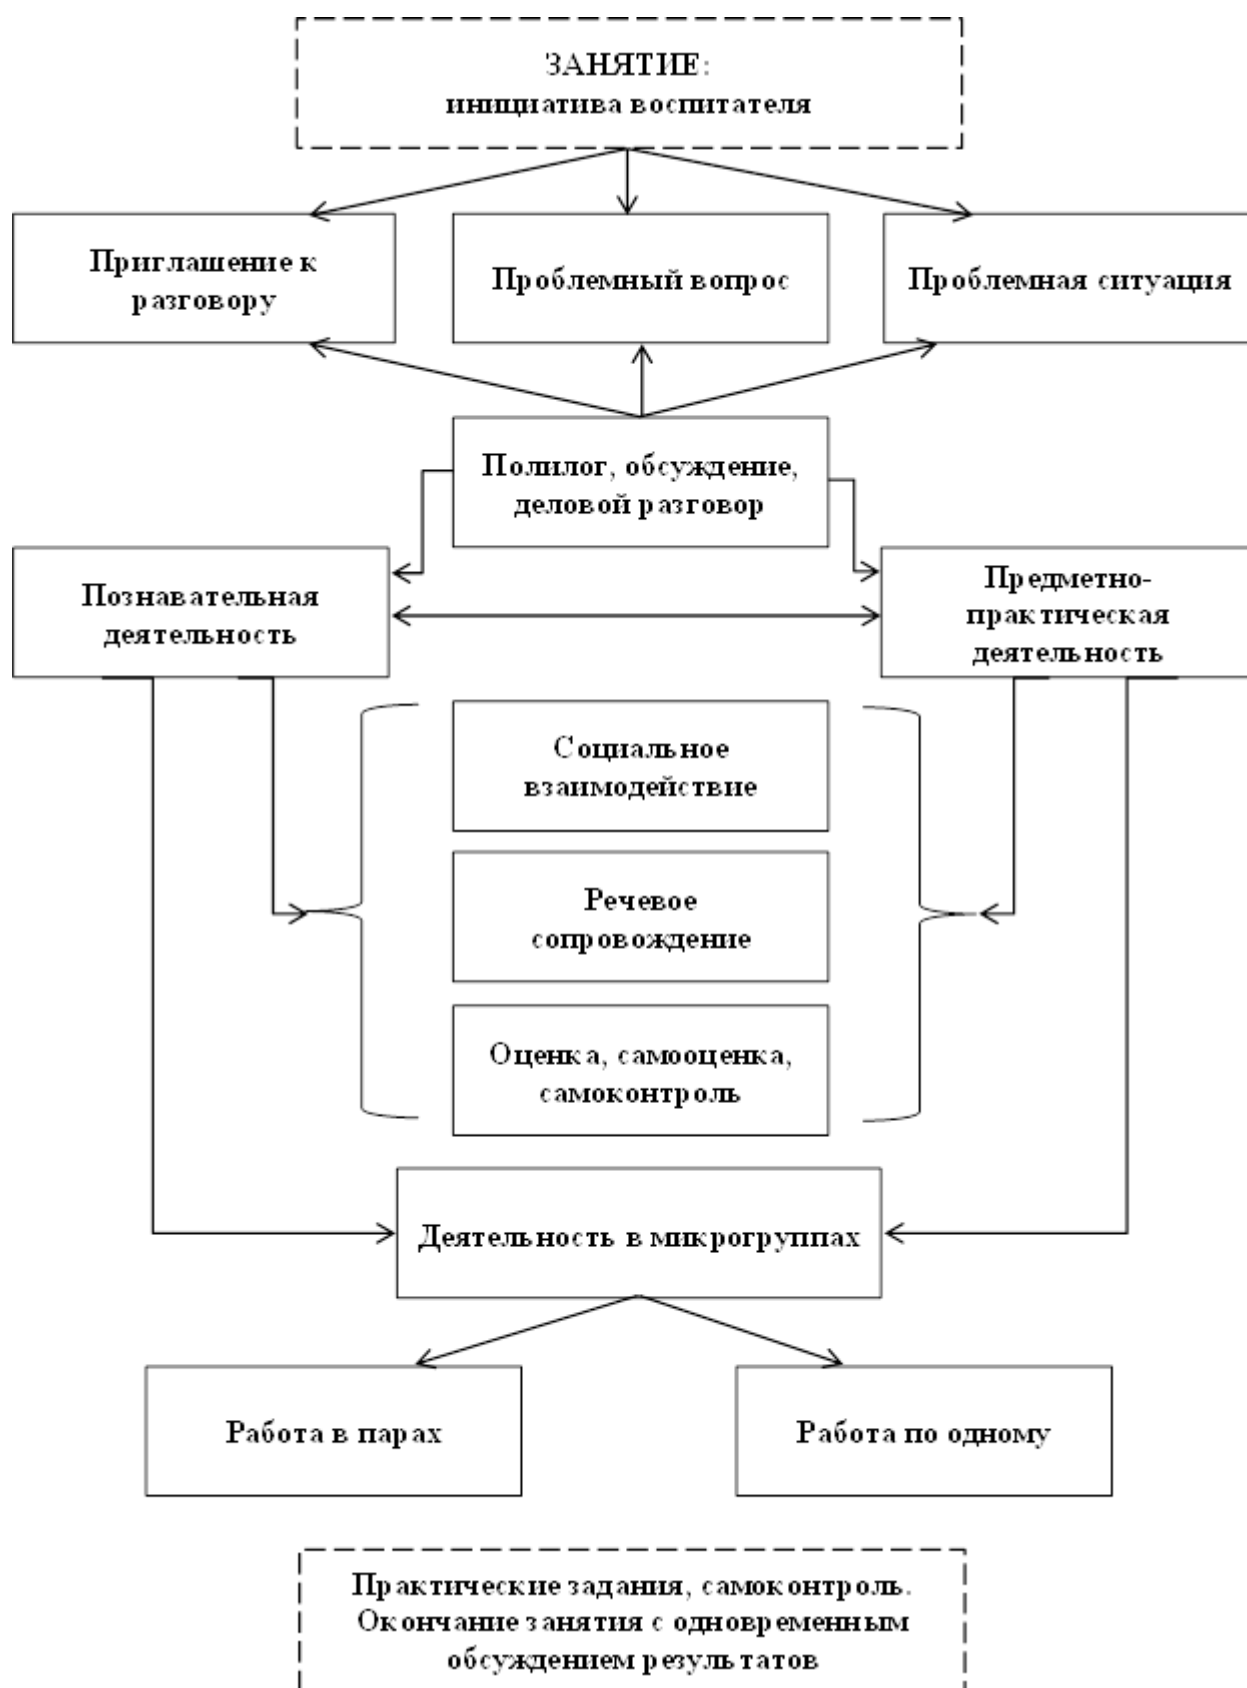 ЗАНЯТИЕ:
инициатива воспитателя
Приглашение к
разговору
Проблемный вопрос
Проблемная ситуация
Полилог, обсуждение,
деловой разговор
Познавательная
деятельность
Предметно-
практическая
деятельность
Социальное
взаимодействие
Речевое
сопровождение
Оценка, самооценка,
самоконтроль
Деятельность в микрогруппах
Работа в парах
Работа по одному
Практические задания, самоконтроль.
Окончание занятия с одновременным
обсуждением результатов